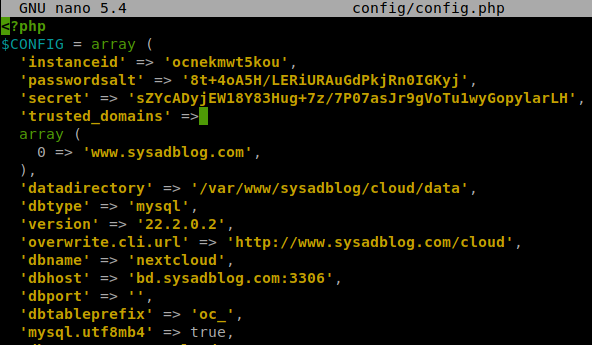 GNU nano 5.4 config/config.php
<?php
$CONFIG = array (
'instanceid' => 'ocnekmwt5kou',
'passwordsalt' => '8t+4oA5H/LERiURAuGdPkjRn0IGKyj',
'secret' => 'sZYcADyjEW18Y83Hug+7z/7P07asJr9gVoTu1wyGopylarLH',
'trusted_domains' =>
array (
0 => 'www.sysadblog.com',
),
'datadirectory' => '/var/www/sysadblog/cloud/data',
'dbtype' => 'mysql',
'version' => '22.2.0.2',
'overwrite.cli.url' => 'http://www.sysadblog.com/cloud',
'dbname' => 'nextcloud',
'dbhost' => 'bd.sysadblog.com:3306',
'dbport' => '',
'dbtableprefix' => 'oc_',
'mysql.utf8mb4' => true,